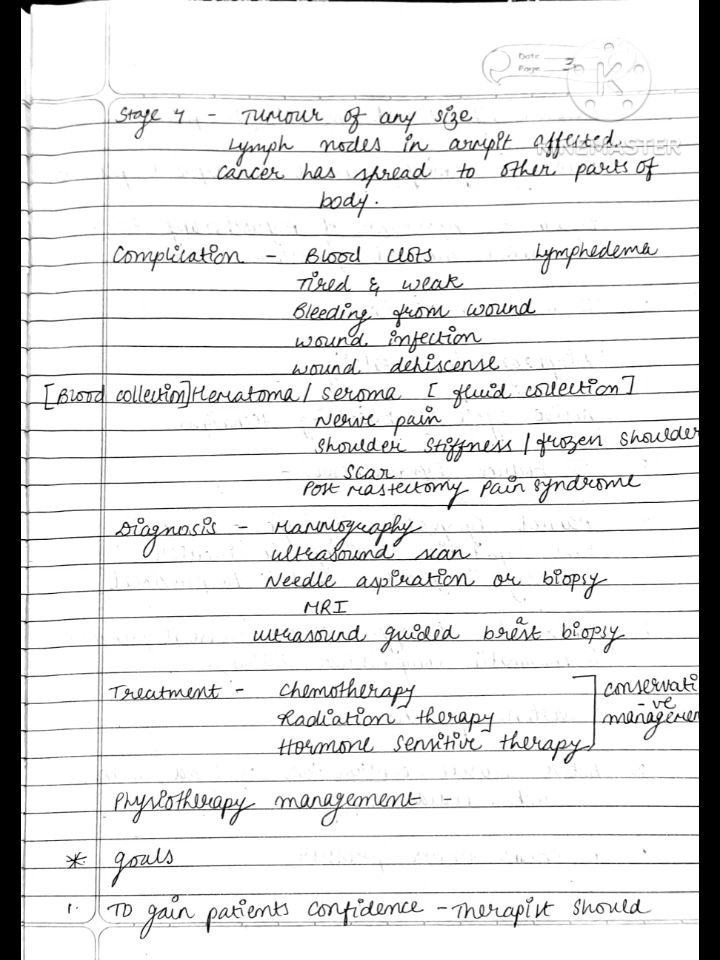 Date
Page 3
KINEMASTER
Stage 4 - Tumour of any size
Lymph nodes in armpit affected.
cancer has spread to other parts of
body.
Complication - Blood clots Lymphedema
Tired & weak
Bleeding from wound
wound infection
wound dehiscense
[Blood collection] Hematoma / seroma [ fluid collection ]
Nerve pain
Shoulder Stiffness / frozen shoulder
Scar
Post Mastectomy Pain Syndrome
Diagnosis - Mammography
ultrasound scan
Needle aspiration or biopsy
MRI
ultrasound guided breast biopsy
Treatment - Chemotherapy
Radiation therapy
Hormone sensitive therapy
conservati
-ve
managemen
Physiotherapy management -
* goals
1. TO gain patients confidence - Therapist should